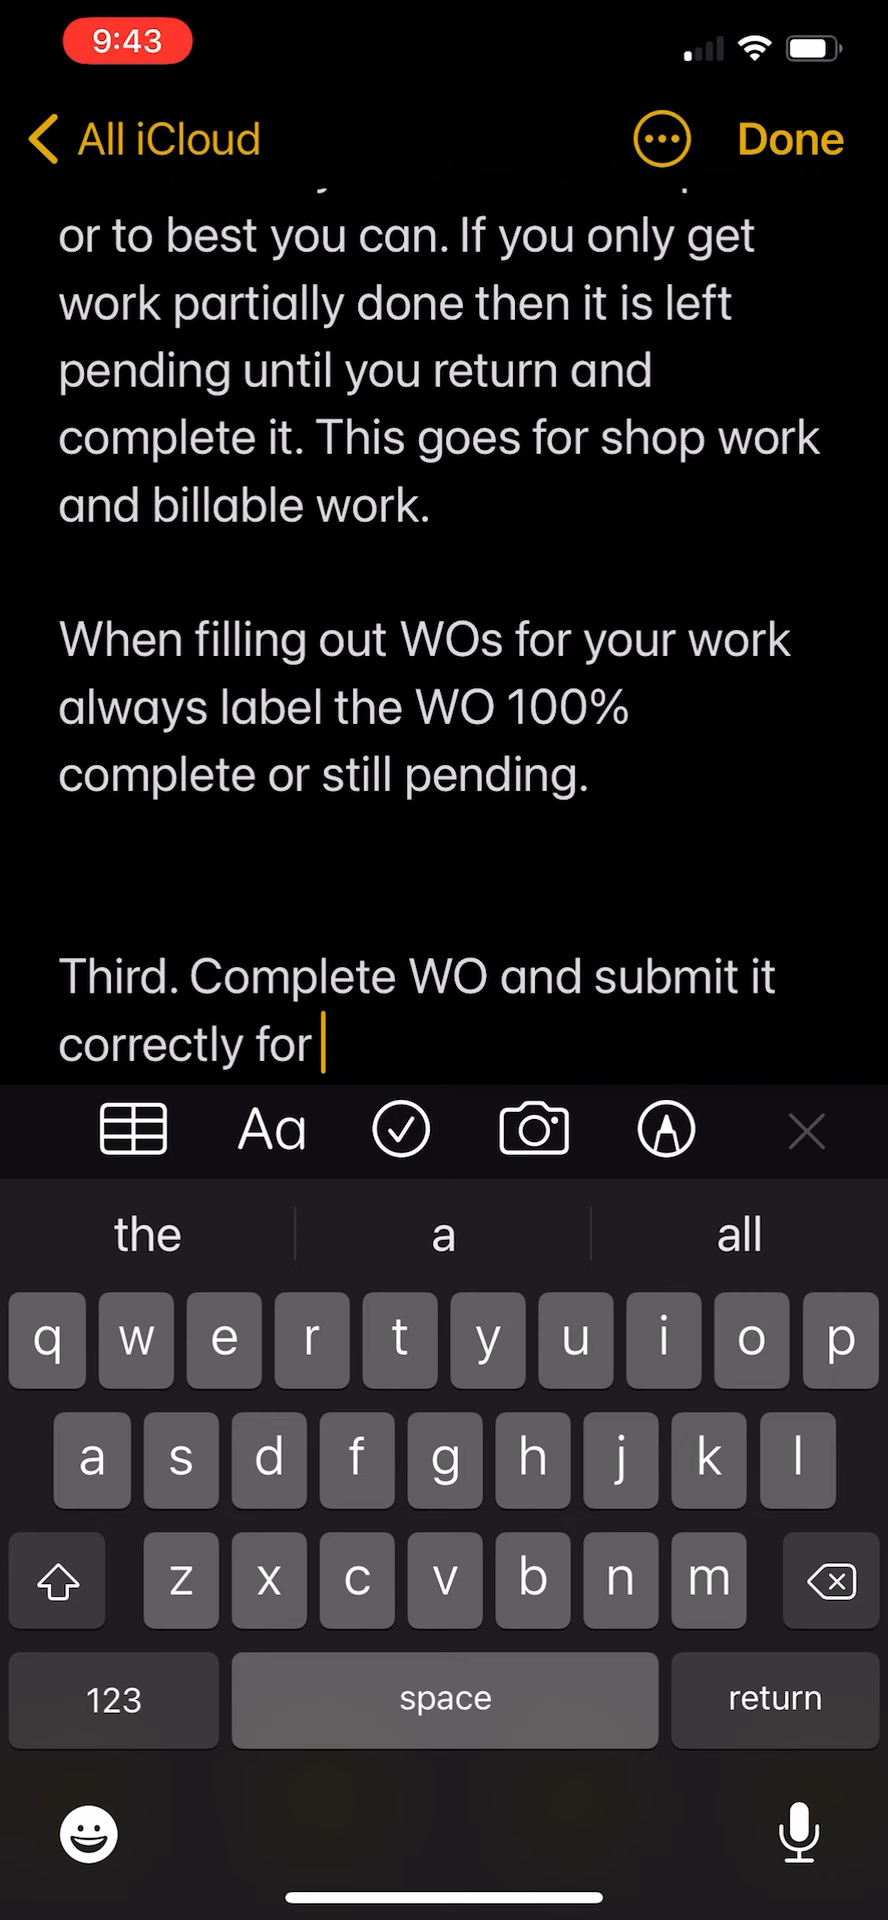 9:43
All iCloud
Done
or to best you can. If you only get
work partially done then it is left
pending until you return and
complete it. This goes for shop work
and billable work.
When filling out WOs for your work
always label the WO 100%
complete or still pending.
Third. Complete WO and submit it
correctly for
Aa
the a all
q w e r t y u i o p
a s d f g h j k l
z x c v b n m
123 space return